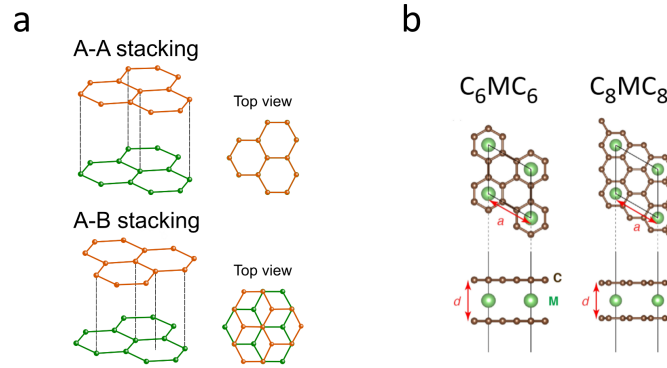 a
A-A stacking
Top view
A-B stacking
Top view
b
C₆MC₆
C₈MC₈
a
a
C
d
M
d